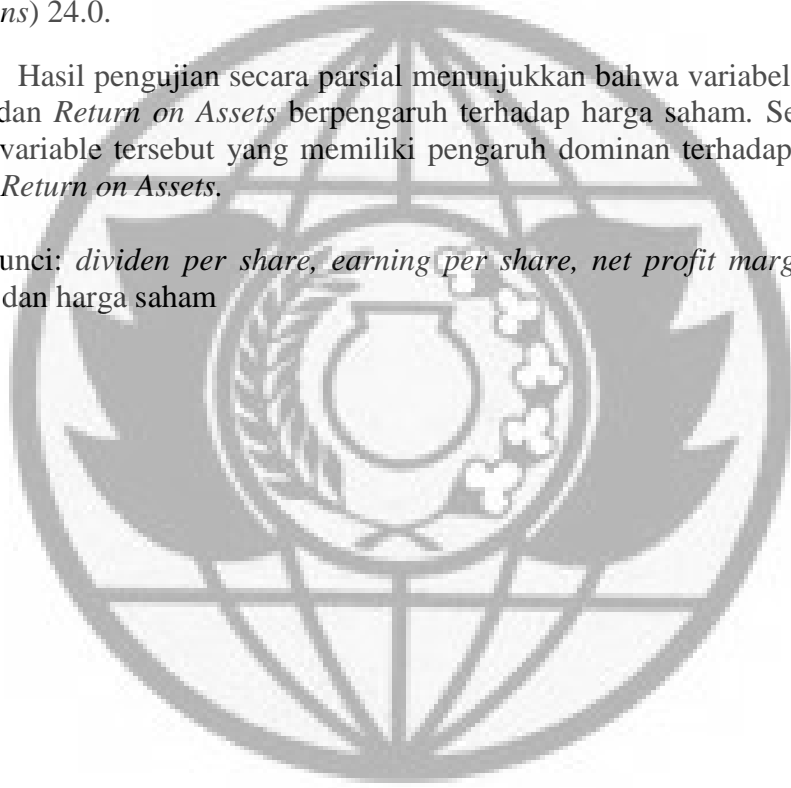 ns) 24.0.
Hasil pengujian secara parsial menunjukkan bahwa variabel
dan Return on Assets berpengaruh terhadap harga saham. Se
variable tersebut yang memiliki pengaruh dominan terhadap
Return on Assets.
unci: dividen per share, earning per share, net profit marg
dan harga saham